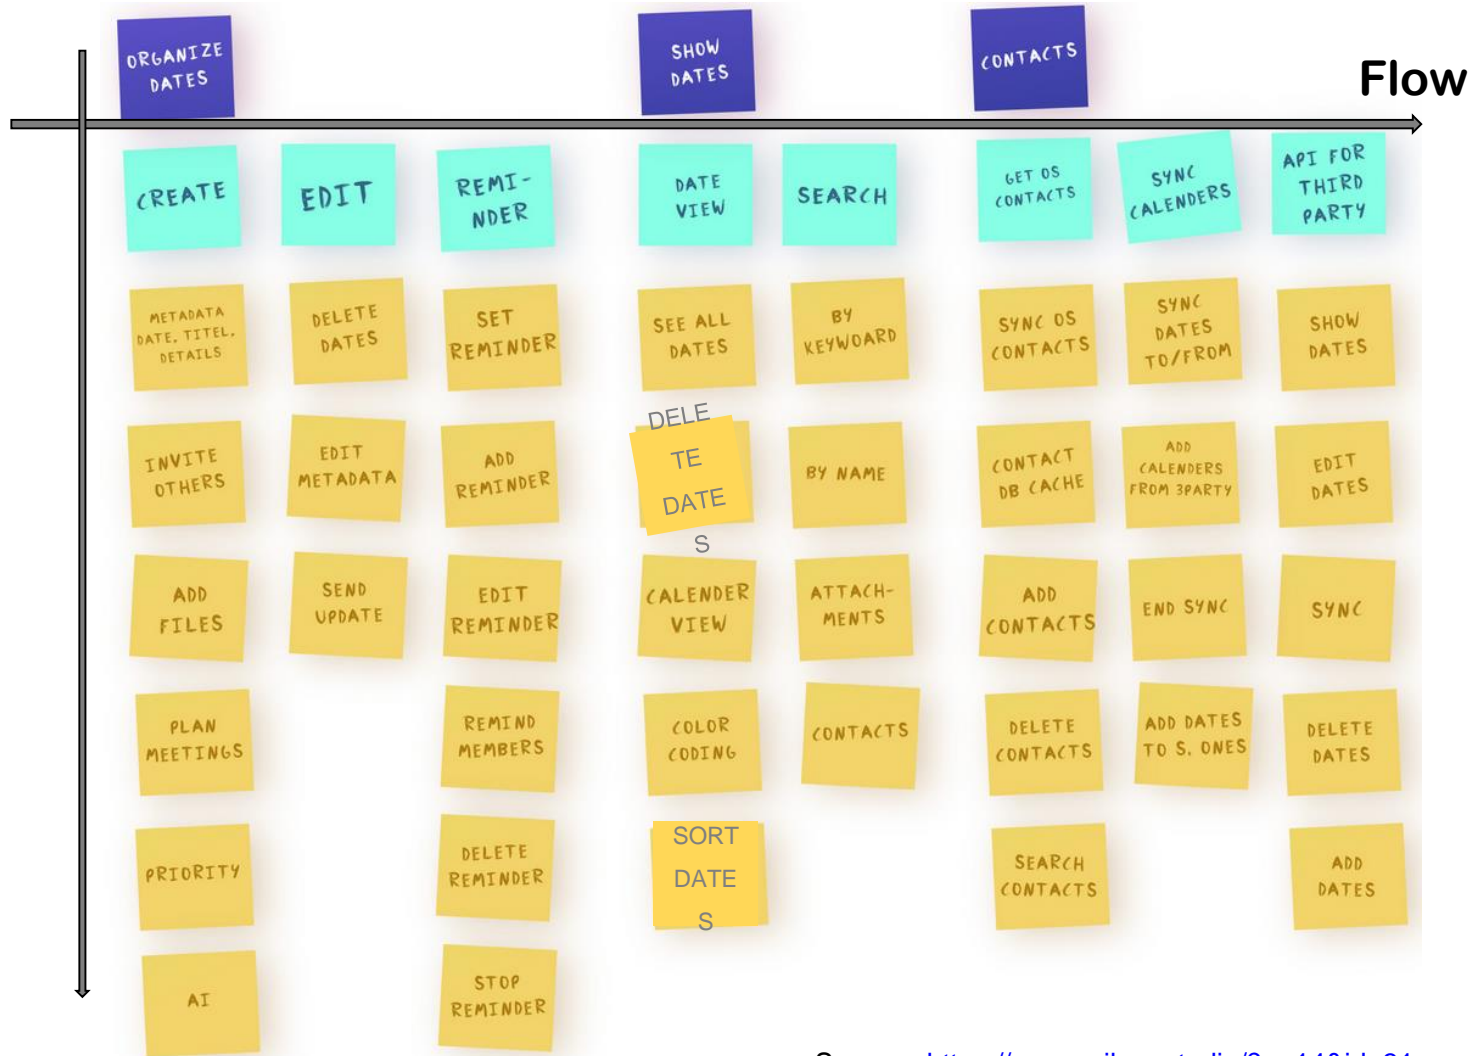 ORGANIZE
DATES
SHOW
DATES
CONTACTS
Flow
CREATE
EDIT
REMI-
NDER
DATE
VIEW
SEARCH
GET OS
CONTACTS
SYNC
CALENDERS
API FOR
THIRD
PARTY
METADATA
DATE, TITEL,
DETAILS
DELETE
DATES
SET
REMINDER
SEE ALL
DATES
BY
KEYWOARD
SYNC OS
CONTACTS
SYNC
DATES
TO/FROM
SHOW
DATES
INVITE
OTHERS
EDIT
METADATA
ADD
REMINDER
DELE
TE
DATE
S
BY NAME
CONTACT
DB CACHE
ADD
CALENDERS
FROM 3PARTY
EDIT
DATES
ADD
FILES
SEND
UPDATE
EDIT
REMINDER
CALENDER
VIEW
ATTACH-
MENTS
ADD
CONTACTS
END SYNC
SYNC
PLAN
MEETINGS
REMIND
MEMBERS
COLOR
CODING
CONTACTS
DELETE
CONTACTS
ADD DATES
TO S. ONES
DELETE
DATES
PRIORITY
DELETE
REMINDER
SORT
DATE
S
SEARCH
CONTACTS
ADD
DATES
AI
STOP
REMINDER